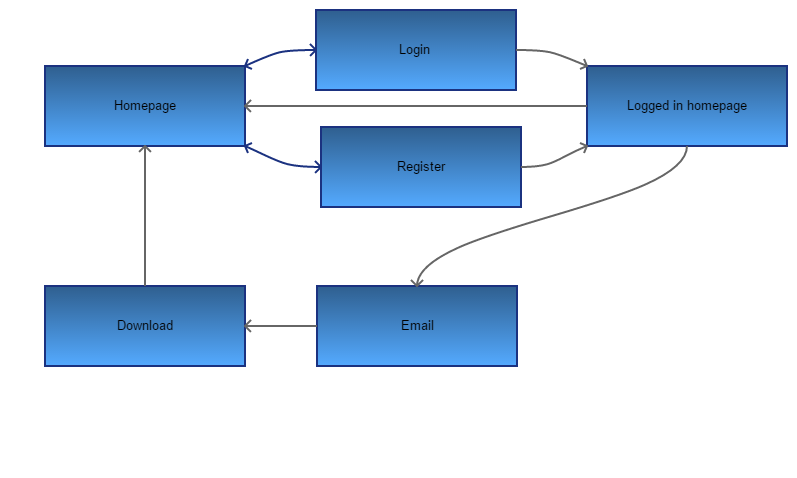 Login
Homepage
Logged in homepage
Register
Download
Email